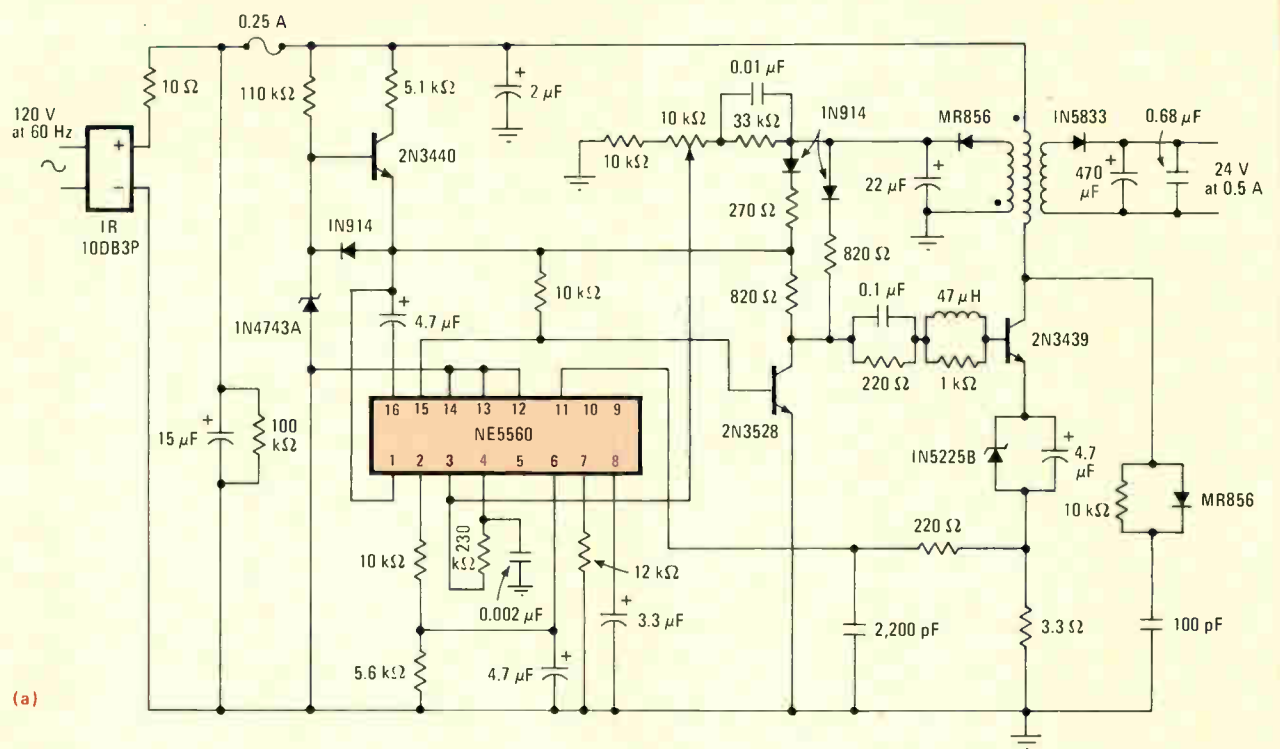 0.25 A
10 Ω
120 V
at 60 Hz
+
−
IR
10DB3P
110 kΩ
5.1 kΩ
+
2 µF
2N3440
IN914
1N4743A
+
4.7 µF
10 kΩ
0.01 µF
10 kΩ
33 kΩ
10 kΩ
1N914
270 Ω
820 Ω
820 Ω
+
22 µF
MR856
IN5833
0.68 µF
+
470
µF
24 V
at 0.5 A
0.1 µF
47 µH
220 Ω
1 kΩ
2N3439
2N3528
16 15 14 13 12 11 10 9
NE5560
1 2 3 4 5 6 7 8
15 µF
+
100
kΩ
10 kΩ
230
kΩ
0.002 µF
12 kΩ
+
3.3 µF
5.6 kΩ
4.7 µF
+
2,200 pF
220 Ω
IN5225B
+
4.7
µF
3.3 Ω
10 kΩ
MR856
100 pF
(a)